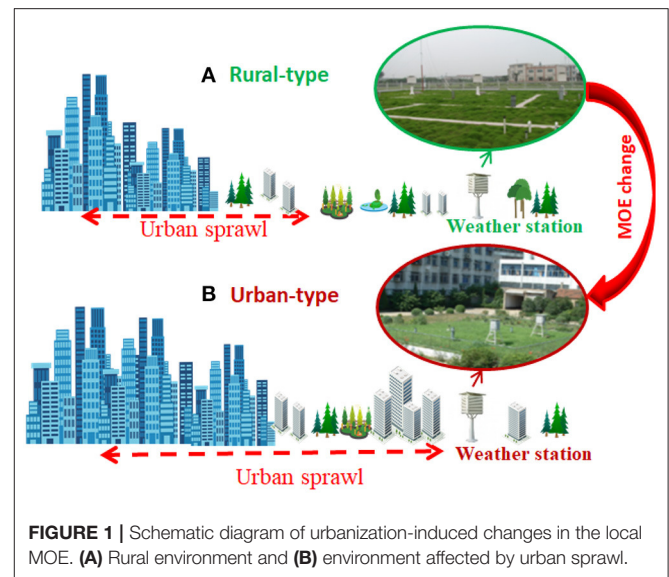 A Rural-type
MOE change
Urban sprawl
Weather station
B Urban-type
Weather station
Urban sprawl
FIGURE 1 | Schematic diagram of urbanization-induced changes in the local
MOE. (A) Rural environment and (B) environment affected by urban sprawl.